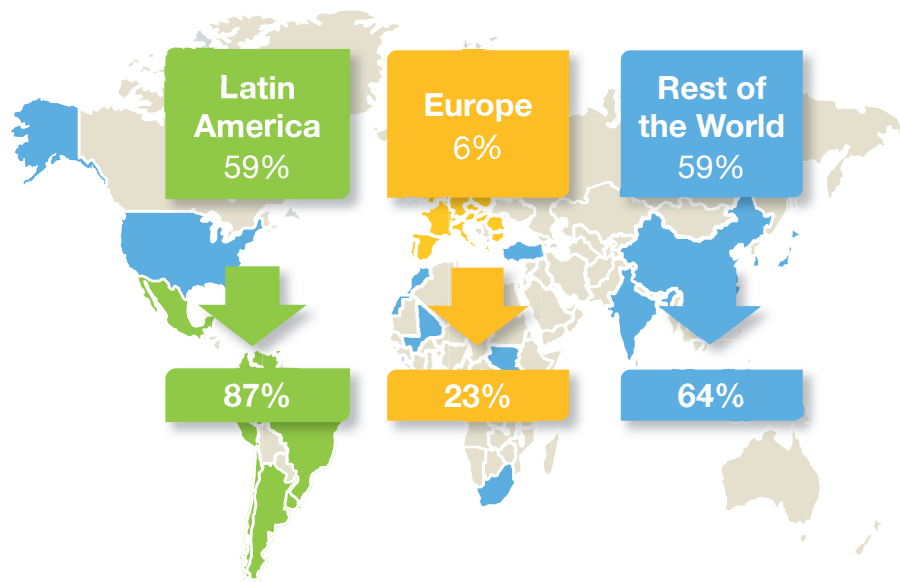 Latin
America
59%
Europe
6%
Rest of
the World
59%
87%
23%
64%